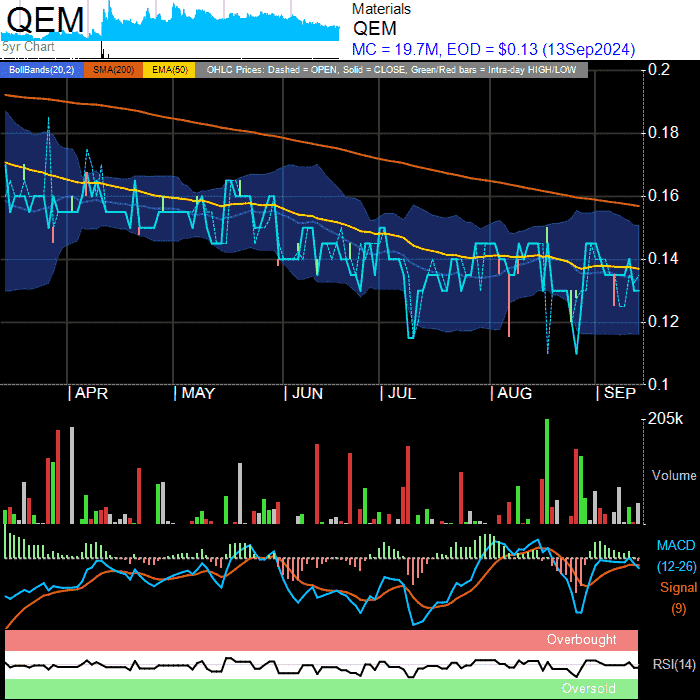 QEM
5yr Chart
Materials
QEM
MC = 19.7M, EOD = $0.13 (13Sep2024)
BollBands(20,2) SMA(200) EMA(50) OHLC Prices: Dashed = OPEN, Solid = CLOSE, Green/Red bars = Intra-day HIGH/LOW
0.2
0.18
0.16
0.14
0.12
0.1
APR MAY JUN JUL AUG SEP
205k
Volume
MACD
(12-26)
Signal
(9)
Overbought
RSI(14)
Oversold